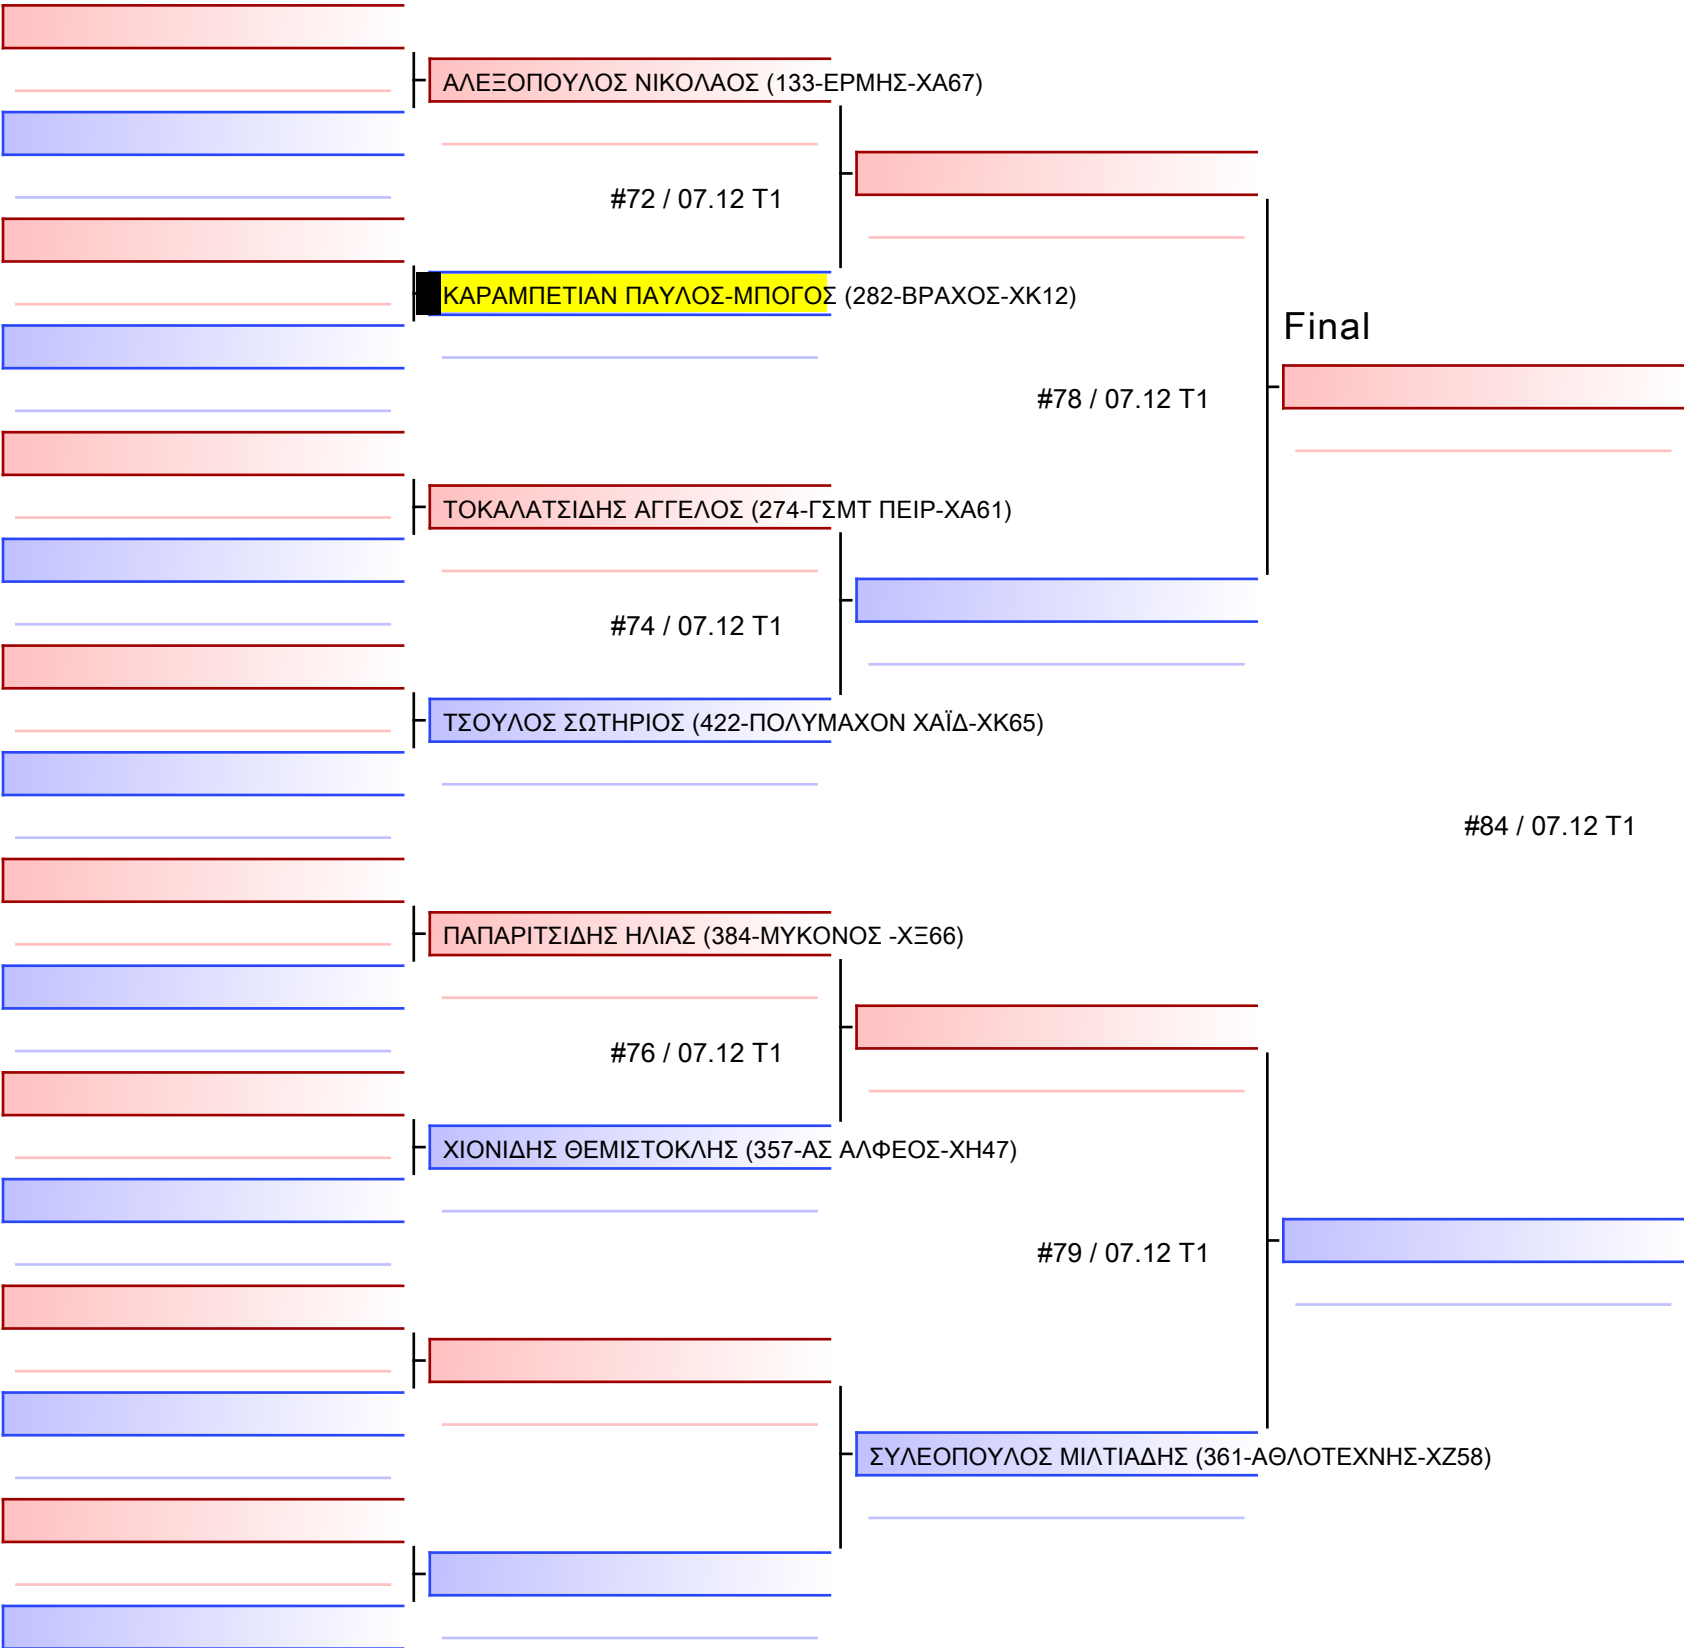 ΑΛΕΞΟΠΟΥΛΟΣ ΝΙΚΟΛΑΟΣ (133-ΕΡΜΗΣ-ΧΑ67)
#72 / 07.12 T1
ΚΑΡΑΜΠΕΤΙΑΝ ΠΑΥΛΟΣ-ΜΠΟΓΟΣ (282-ΒΡΑΧΟΣ-ΧΚ12)
Final
#78 / 07.12 T1
ΤΟΚΑΛΑΤΣΙΔΗΣ ΑΓΓΕΛΟΣ (274-ΓΣΜΤ ΠΕΙΡ-ΧΑ61)
#74 / 07.12 T1
ΤΣΟΥΛΟΣ ΣΩΤΗΡΙΟΣ (422-ΠΟΛΥΜΑΧΟΝ ΧΑΪΔ-ΧΚ65)
#84 / 07.12 T1
ΠΑΠΑΡΙΤΣΙΔΗΣ ΗΛΙΑΣ (384-ΜΥΚΟΝΟΣ -ΧΞ66)
#76 / 07.12 T1
ΧΙΟΝΙΔΗΣ ΘΕΜΙΣΤΟΚΛΗΣ (357-ΑΣ ΑΛΦΕΟΣ-ΧΗ47)
#79 / 07.12 T1
ΣΥΛΕΟΠΟΥΛΟΣ ΜΙΛΤΙΑΔΗΣ (361-ΑΘΛΟΤΕΧΝΗΣ-ΧΖ58)